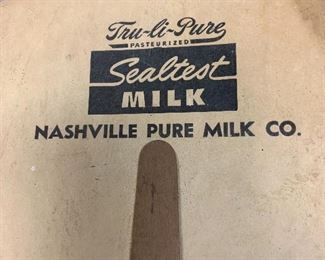 Tru-li-Pure
PASTEURIZED
Sealtest
MILK
NASHVILLE PURE MILK CO.